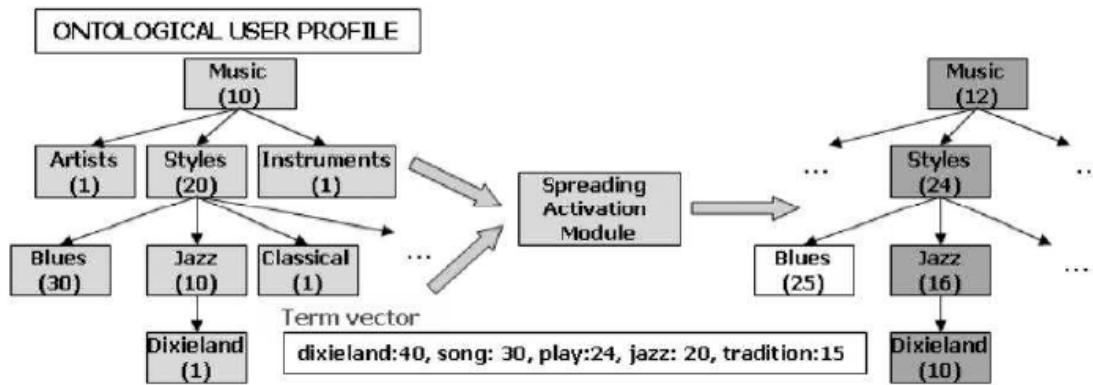 ONTOLOGICAL USER PROFILE
Music
(10)
Artists
(1)
Styles
(20)
Instruments
(1)
Blues
(30)
Jazz
(10)
Classical
(1)
...
Dixieland
(1)
Spreading
Activation
Module
Term vector
dixieland:40, song: 30, play:24, jazz: 20, tradition:15
Music
(12)
...
Styles
(24)
...
Blues
(25)
Jazz
(16)
...
Dixieland
(10)